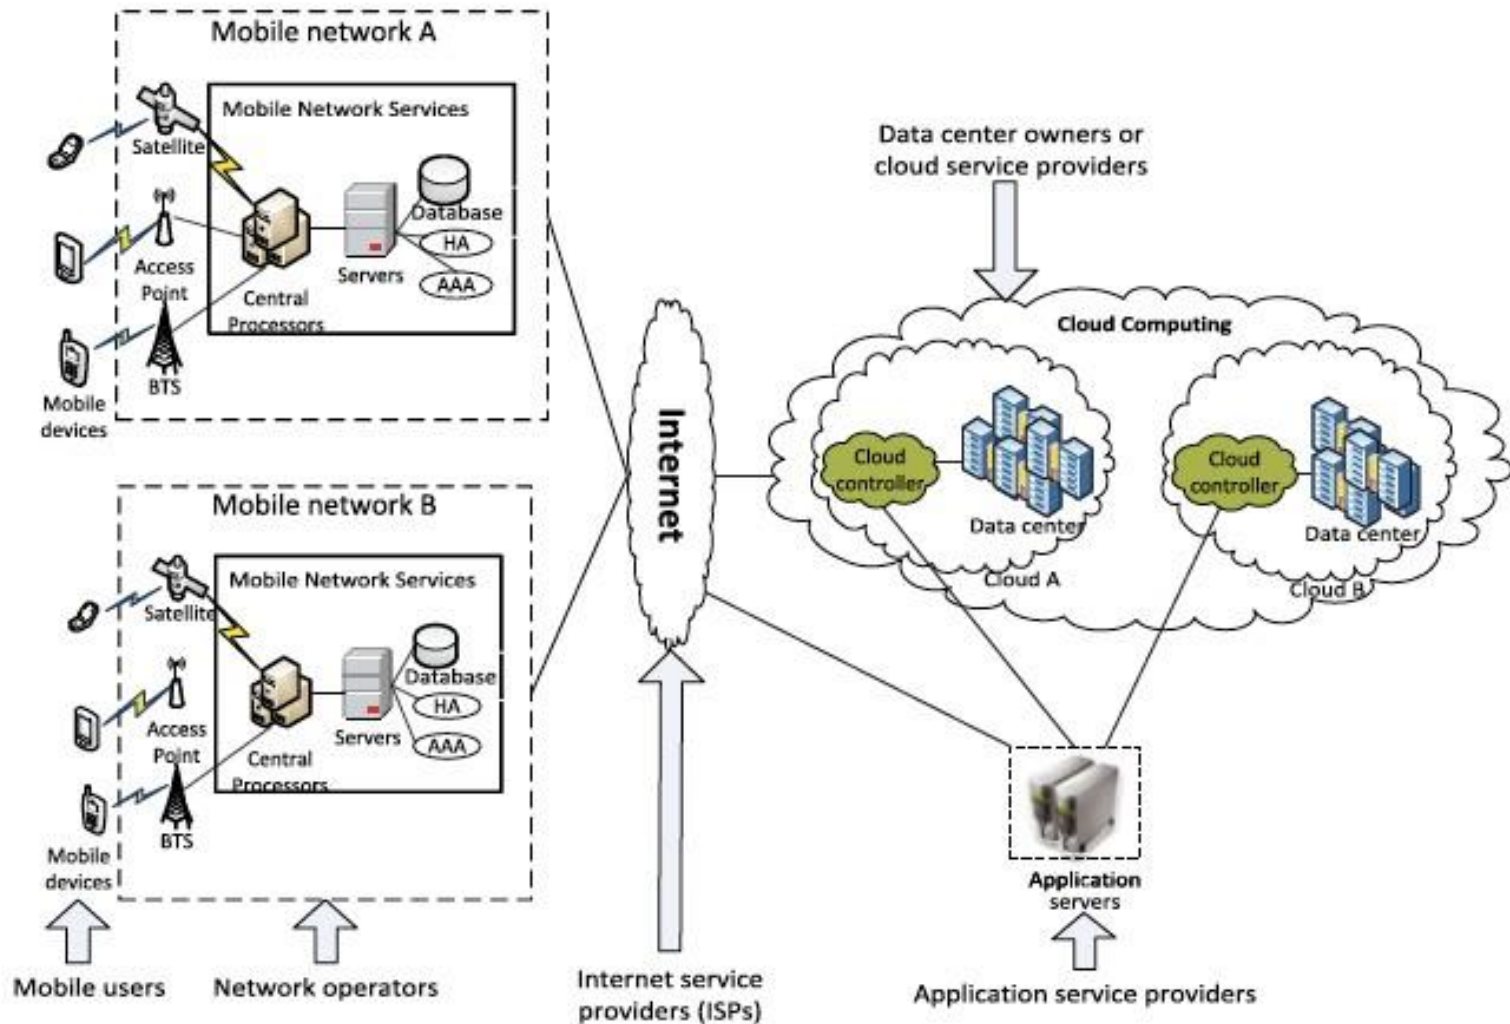 Mobile network A
Mobile Network Services
Satellite
Database
HA
Access
Point
Servers
AAA
Central
Processors
BTS
Mobile
devices
Mobile network B
Mobile Network Services
Satellite
Database
HA
Access
Point
Servers
AAA
Central
Processors
BTS
Mobile
devices
Mobile users
Network operators
Internet
Internet service
providers (ISPs)
Data center owners or
cloud service providers
Cloud Computing
Cloud
controller
Data center
Cloud A
Cloud
controller
Data center
Cloud B
Application
servers
Application service providers